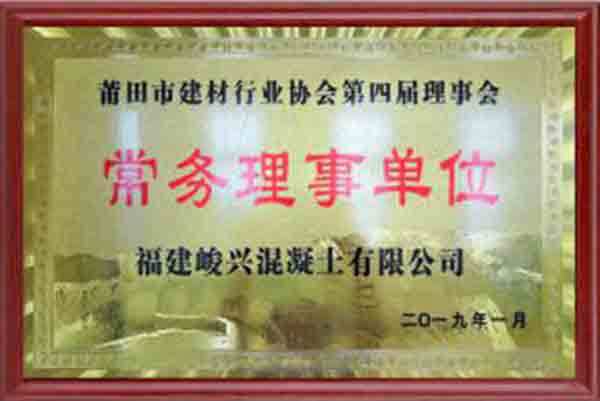 莆田市建材行业协会第四届理事会
常务理事单位
福建峻兴混凝土有限公司
二〇一九年一月